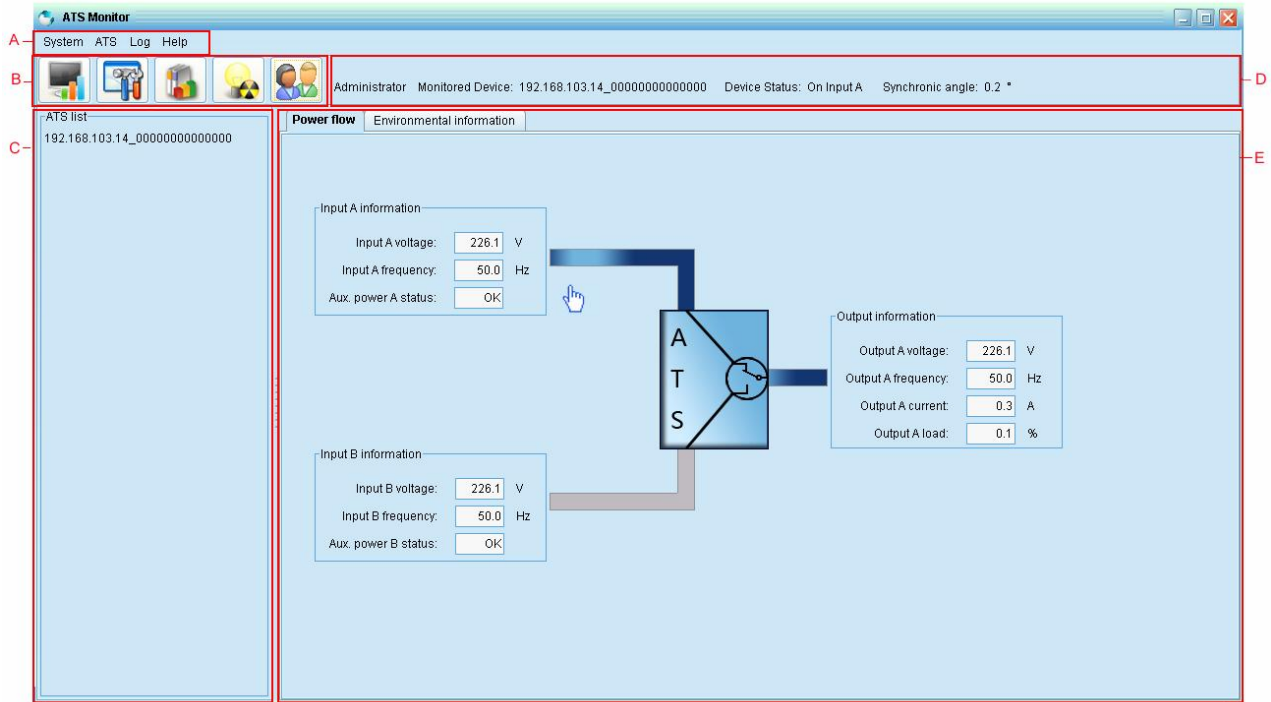 ATS Monitor
A
System ATS Log Help
B
Administrator Monitored Device: 192.168.103.14_00000000000000 Device Status: On Input A Synchronic angle: 0.2 °
D
ATS list
192.168.103.14_00000000000000
C
Power flow Environmental information
E
Input A information
Input A voltage: 226.1 V
Input A frequency: 50.0 Hz
Aux. power A status: OK
A
T
S
Output information
Output A voltage: 226.1 V
Output A frequency: 50.0 Hz
Output A current: 0.3 A
Output A load: 0.1 %
Input B information
Input B voltage: 226.1 V
Input B frequency: 50.0 Hz
Aux. power B status: OK